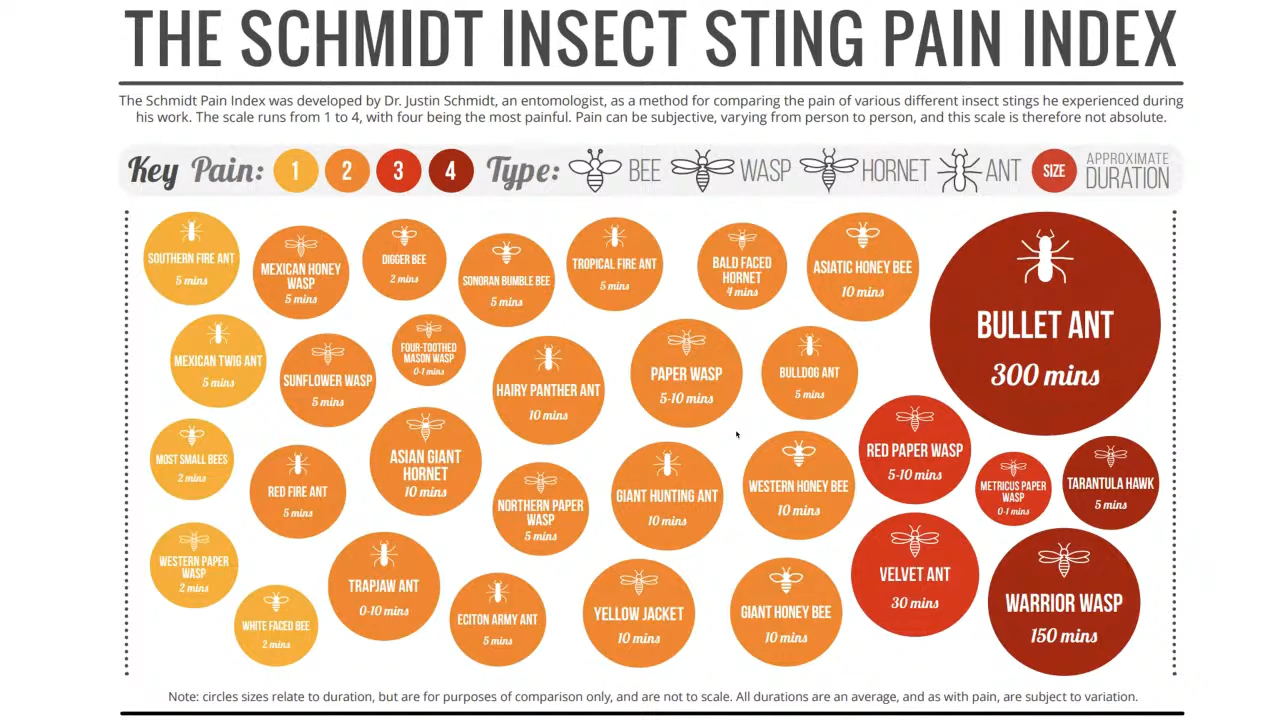 THE SCHMIDT INSECT STING PAIN INDEX
The Schmidt Pain Index was developed by Dr. Justin Schmidt, an entomologist, as a method for comparing the pain of various different insect stings he experienced during
his work. The scale runs from 1 to 4, with four being the most painful. Pain can be subjective, varying from person to person, and this scale is therefore not absolute.
Key Pain: 1 2 3 4 Type: BEE WASP HORNET ANT SIZE APPROXIMATE DURATION
SOUTHERN FIRE ANT
5 mins
MEXICAN HONEY
WASP
5 mins
DIGGER BEE
2 mins
SONORAN BUMBLE BEE
5 mins
TROPICAL FIRE ANT
5 mins
BALD FACED
HORNET
4 mins
ASIATIC HONEY BEE
10 mins
BULLET ANT
300 mins
MEXICAN TWIG ANT
5 mins
SUNFLOWER WASP
5 mins
FOUR-TOOTHED
MASON WASP
0-1 mins
HAIRY PANTHER ANT
10 mins
PAPER WASP
5-10 mins
BULLDOG ANT
5 mins
MOST SMALL BEES
2 mins
RED FIRE ANT
5 mins
ASIAN GIANT
HORNET
10 mins
NORTHERN PAPER
WASP
5 mins
GIANT HUNTING ANT
10 mins
WESTERN HONEY BEE
10 mins
RED PAPER WASP
5-10 mins
METRICUS PAPER
WASP
0-1 mins
TARANTULA HAWK
5 mins
WESTERN PAPER
WASP
2 mins
WHITE FACED BEE
2 mins
TRAPJAW ANT
0-10 mins
ECITON ARMY ANT
5 mins
YELLOW JACKET
10 mins
GIANT HONEY BEE
10 mins
VELVET ANT
30 mins
WARRIOR WASP
150 mins
Note: circles sizes relate to duration, but are for purposes of comparison only, and are not to scale. All durations are an average, and as with pain, are subject to variation.